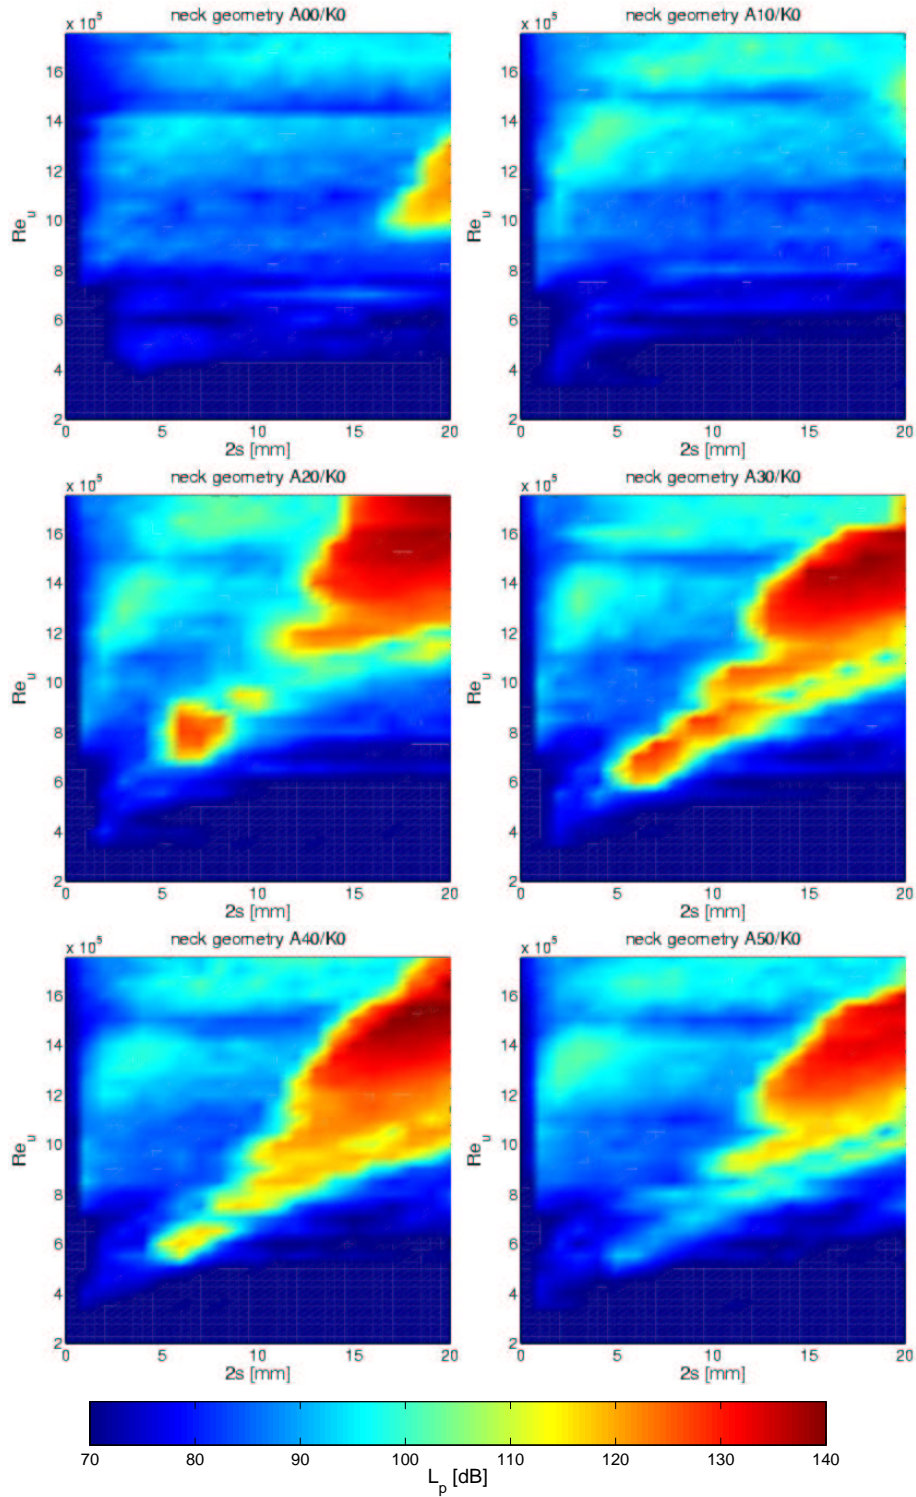 neck geometry A00/K0
neck geometry A10/K0
x 10⁵
x 10⁵
16
16
14
14
12
12
Re_u
10
Re_u
10
8
8
6
6
4
4
2
2
0 5 10 15 20
0 5 10 15 20
2s [mm]
2s [mm]
neck geometry A20/K0
neck geometry A30/K0
x 10⁵
x 10⁵
16
16
14
14
12
12
Re_u
10
Re_u
10
8
8
6
6
4
4
2
2
0 5 10 15 20
0 5 10 15 20
2s [mm]
2s [mm]
neck geometry A40/K0
neck geometry A50/K0
x 10⁵
x 10⁵
16
16
14
14
12
12
Re_u
10
Re_u
10
8
8
6
6
4
4
2
2
0 5 10 15 20
0 5 10 15 20
2s [mm]
2s [mm]
70 80 90 100 110 120 130 140
L_p [dB]